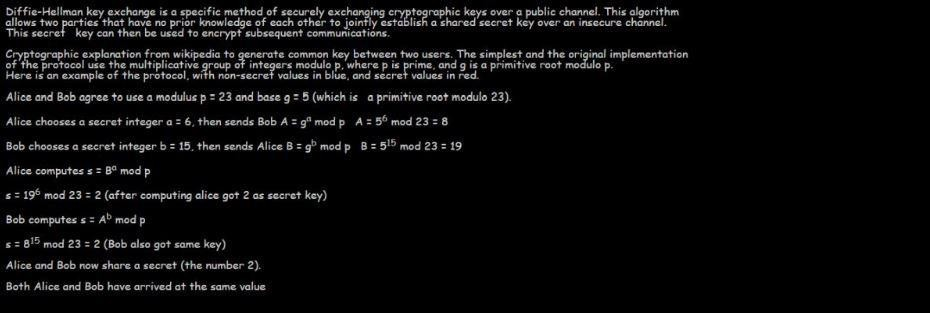 Diffie-Hellman key exchange is a specific method of securely exchanging cryptographic keys over a public channel. This algorithm
allows two parties that have no prior knowledge of each other to jointly establish a shared secret key over an insecure channel.
This secret key can then be used to encrypt subsequent communications.
Cryptographic explanation from wikipedia to generate common key between two users. The simplest and the original implementation
of the protocol use the multiplicative group of integers modulo p, where p is prime, and g is a primitive root modulo p.
Here is an example of the protocol, with non-secret values in blue, and secret values in red.
Alice and Bob agree to use a modulus p = 23 and base g = 5 (which is a primitive root modulo 23).
Alice chooses a secret integer a = 6, then sends Bob A = gᵃ mod p A = 5⁶ mod 23 = 8
Bob chooses a secret integer b = 15, then sends Alice B = gᵇ mod p B = 5¹⁵ mod 23 = 19
Alice computes s = Bᵃ mod p
s = 19⁶ mod 23 = 2 (after computing alice got 2 as secret key)
Bob computes s = Aᵇ mod p
s = 8¹⁵ mod 23 = 2 (Bob also got same key)
Alice and Bob now share a secret (the number 2).
Both Alice and Bob have arrived at the same value